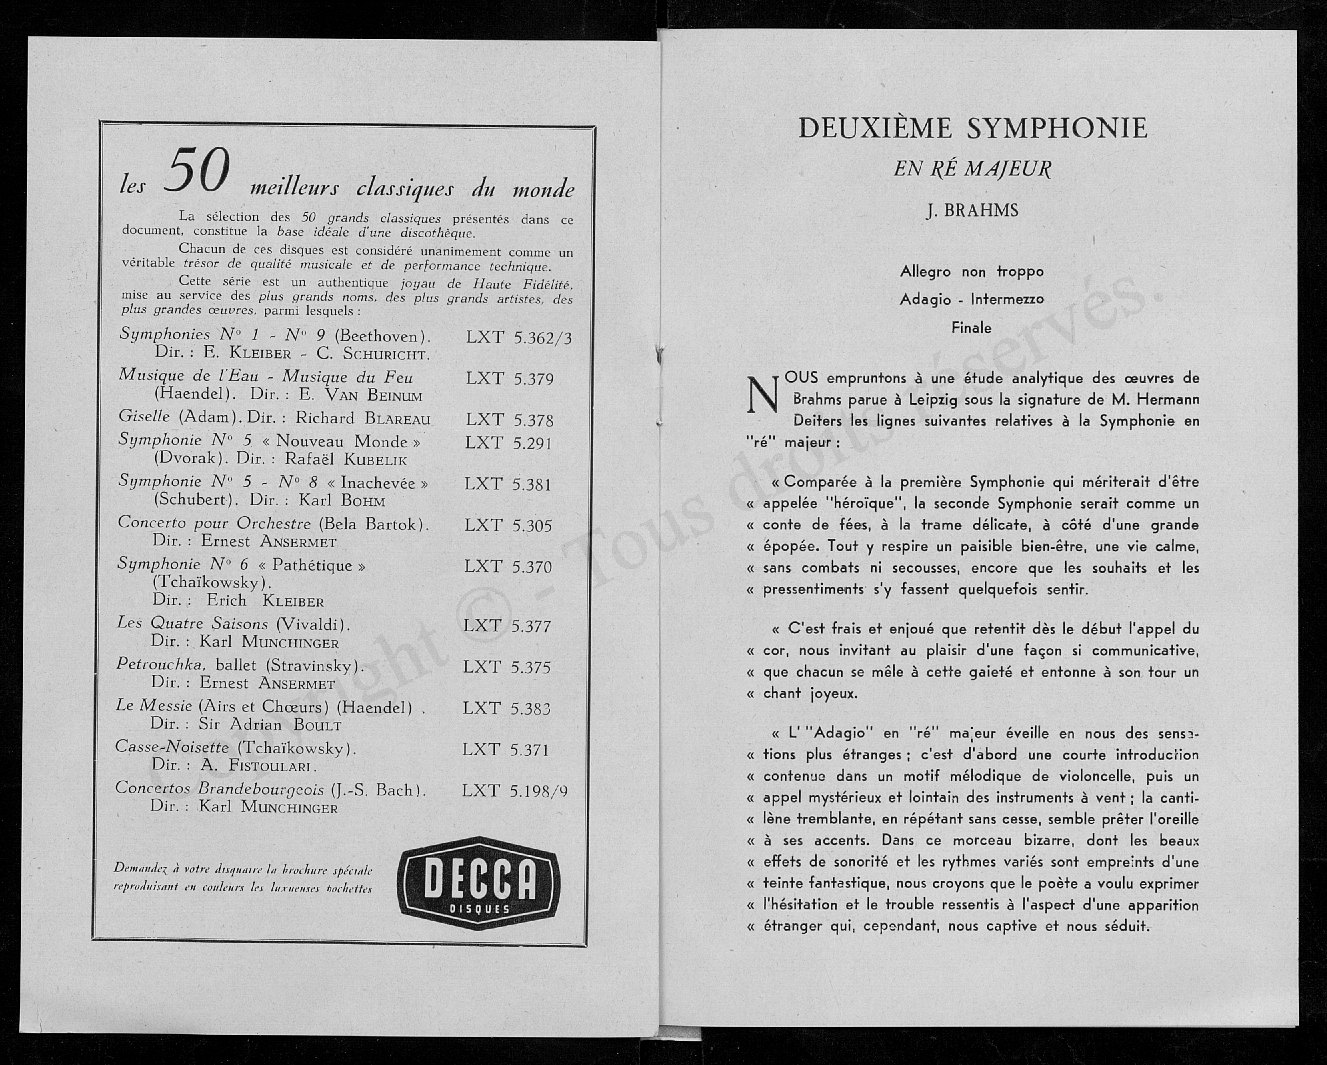 les 50 meilleurs classiques du monde
La sélection des 50 grands classiques présentés dans ce
document, constitue la base idéale d'une discothèque.
Chacun de ces disques est considéré unanimement comme un
véritable trésor de qualité musicale et de performance technique.
Cette série est un authentique joyau de Haute Fidélité,
mise au service des plus grands noms, des plus grands artistes, des
plus grandes œuvres, parmi lesquels :
Symphonies N° 1 - N° 9 (Beethoven). LXT 5.362/3
Dir. : E. KLEIBER - C. SCHURICHT.
Musique de l'Eau - Musique du Feu LXT 5.379
(Haendel). Dir. : E. VAN BEINUM
Giselle (Adam). Dir. : Richard BLAREAU LXT 5.378
Symphonie N° 5 « Nouveau Monde » LXT 5.291
(Dvorak). Dir. : Rafaël KUBELIK
Symphonie N° 5 - N° 8 « Inachevée » LXT 5.381
(Schubert). Dir. : Karl BOHM
Concerto pour Orchestre (Bela Bartok). LXT 5.305
Dir. : Ernest ANSERMET
Symphonie N° 6 « Pathétique » LXT 5.370
(Tchaïkowsky).
Dir. : Erich KLEIBER
Les Quatre Saisons (Vivaldi). LXT 5.377
Dir. : Karl MUNCHINGER
Petrouchka, ballet (Stravinsky). LXT 5.375
Dir. : Ernest ANSERMET
Le Messie (Airs et Chœurs) (Haendel) . LXT 5.383
Dir. : Sir Adrian BOULT
Casse-Noisette (Tchaïkowsky). LXT 5.371
Dir. : A. FISTOULARI.
Concertos Brandebourgeois (J.-S. Bach). LXT 5.198/9
Dir. : Karl MUNCHINGER
Demandez à votre disquaire la brochure spéciale
reproduisant en couleurs les luxueuses pochettes
DECCA
DISQUES
DEUXIÈME SYMPHONIE
EN RÉ MAJEUR
J. BRAHMS
Allegro non troppo
Adagio - Intermezzo
Finale
NOUS empruntons à une étude analytique des œuvres de
Brahms parue à Leipzig sous la signature de M. Hermann
Deiters les lignes suivantes relatives à la Symphonie en
"ré" majeur :
« Comparée à la première Symphonie qui mériterait d'être
« appelée "héroïque", la seconde Symphonie serait comme un
« conte de fées, à la trame délicate, à côté d'une grande
« épopée. Tout y respire un paisible bien-être, une vie calme,
« sans combats ni secousses, encore que les souhaits et les
« pressentiments s'y fassent quelquefois sentir.
« C'est frais et enjoué que retentit dès le début l'appel du
« cor, nous invitant au plaisir d'une façon si communicative,
« que chacun se mêle à cette gaieté et entonne à son tour un
« chant joyeux.
« L' "Adagio" en "ré" majeur éveille en nous des sensa-
« tions plus étranges ; c'est d'abord une courte introduction
« contenue dans un motif mélodique de violoncelle, puis un
« appel mystérieux et lointain des instruments à vent ; la canti-
« lène tremblante, en répétant sans cesse, semble prêter l'oreille
« à ses accents. Dans ce morceau bizarre, dont les beaux
« effets de sonorité et les rythmes variés sont empreints d'une
« teinte fantastique, nous croyons que le poète a voulu exprimer
« l'hésitation et le trouble ressentis à l'aspect d'une apparition
« étranger qui, cependant, nous captive et nous séduit.
Copyright © - Tous droits réservés.